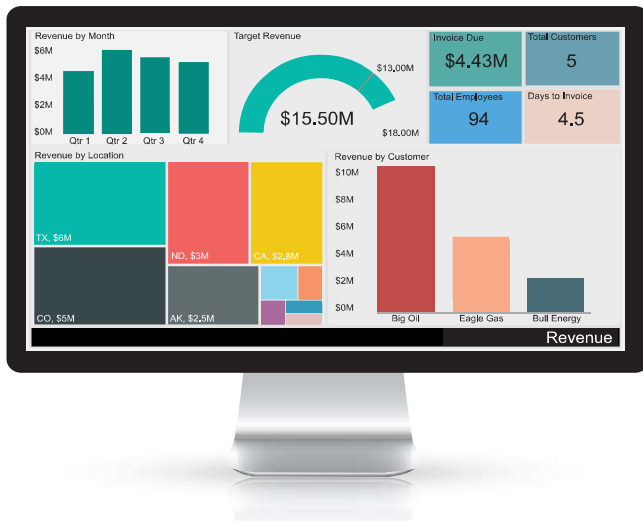 Revenue by Month
$6M
$4M
$2M
$0M
Qtr 1 Qtr 2 Qtr 3 Qtr 4
Target Revenue
$13.00M
$15.50M
$18.00M
Invoice Due
$4.43M
Total Customers
5
Total Employees
94
Days to Invoice
4.5
Revenue by Location
TX, $6M
ND, $3M
CA, $2.8M
CO, $5M
AK, $2.5M
Revenue by Customer
$10M
$8M
$6M
$4M
$2M
$0M
Big Oil Eagle Gas Bull Energy
Revenue